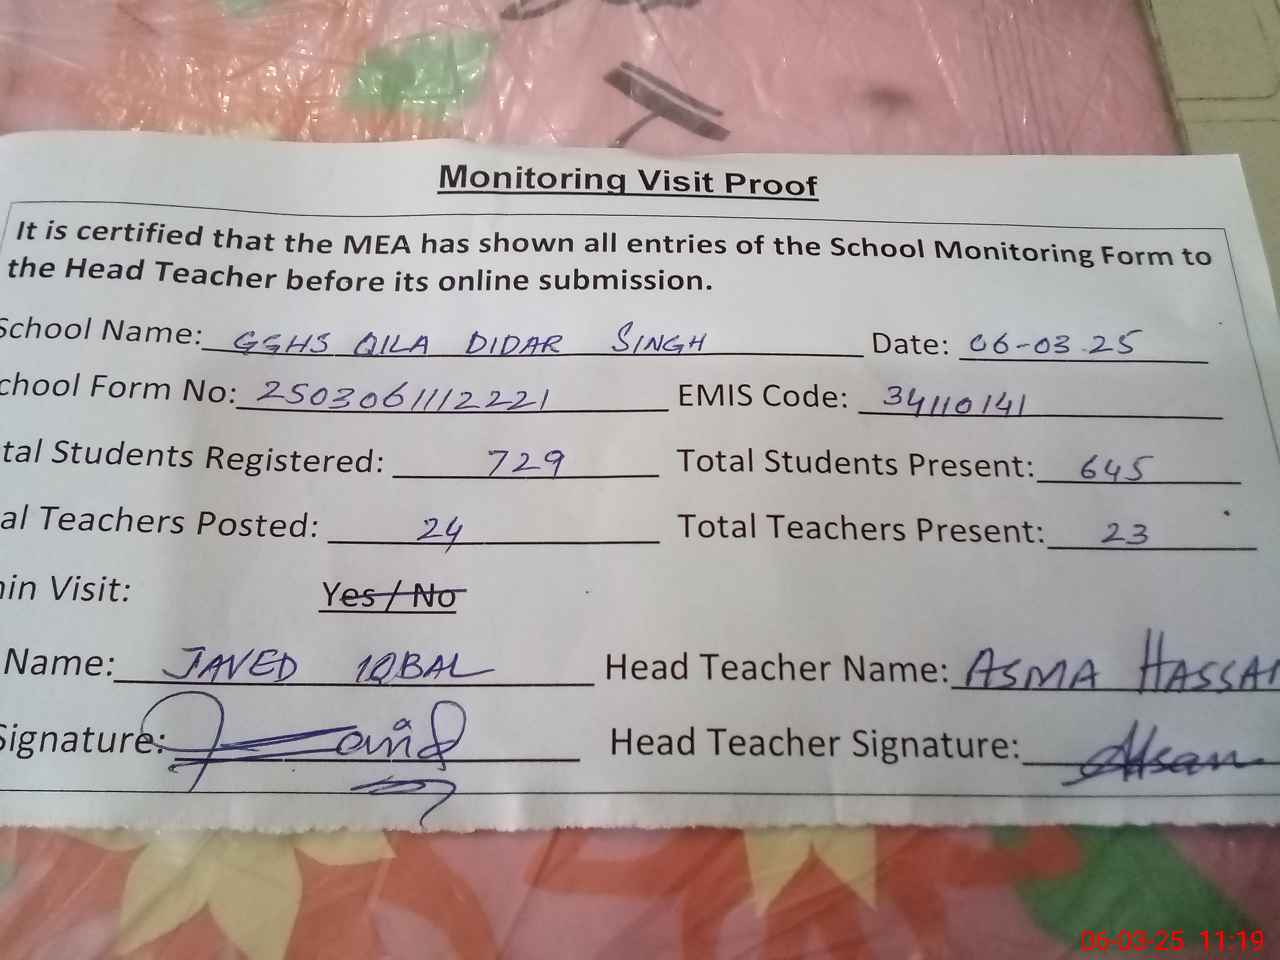 Monitoring Visit Proof
It is certified that the MEA has shown all entries of the School Monitoring Form to
the Head Teacher before its online submission.
School Name: GGHS QILA DIDAR SINGH Date: 06-03-25
chool Form No: 2503061112221 EMIS Code: 34110141
tal Students Registered: 729 Total Students Present: 645
al Teachers Posted: 24 Total Teachers Present: 23
in Visit: Yes / No
Name: JAVED IQBAL Head Teacher Name: ASMA HASSA
Signature: Head Teacher Signature:
06-03-25 11:19